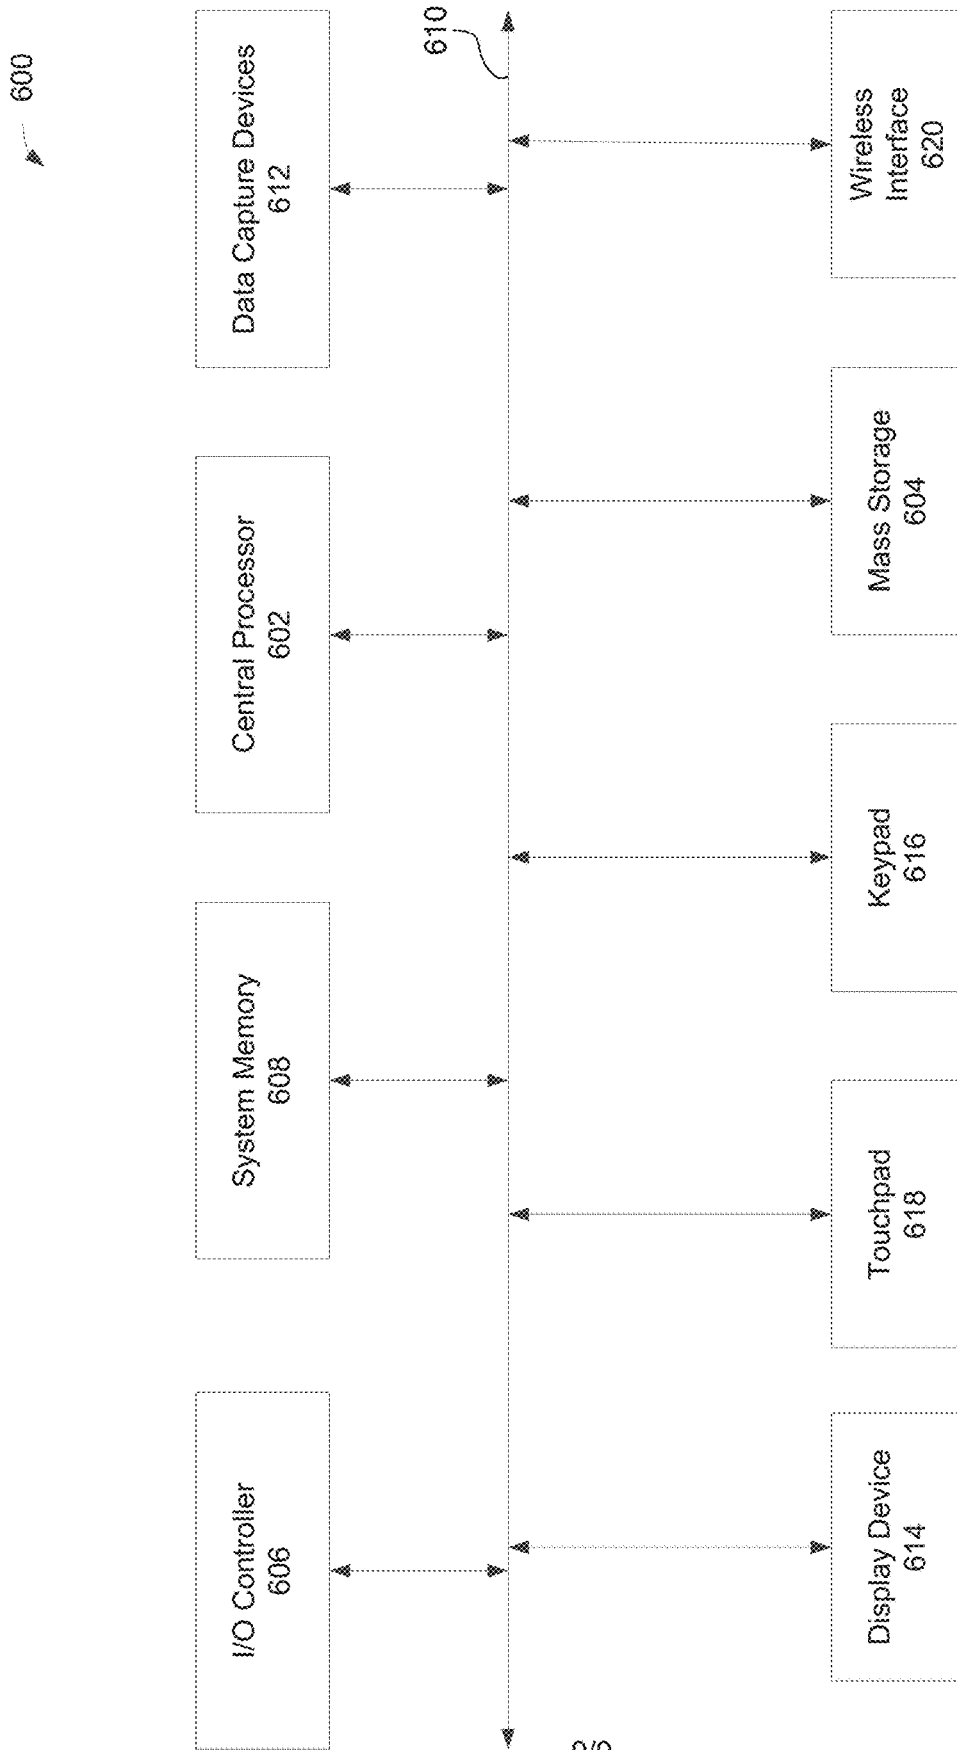 600
I/O Controller
606
System Memory
608
Central Processor
602
Data Capture Devices
612
610
Display Device
614
Touchpad
618
Keypad
616
Mass Storage
604
Wireless
Interface
620